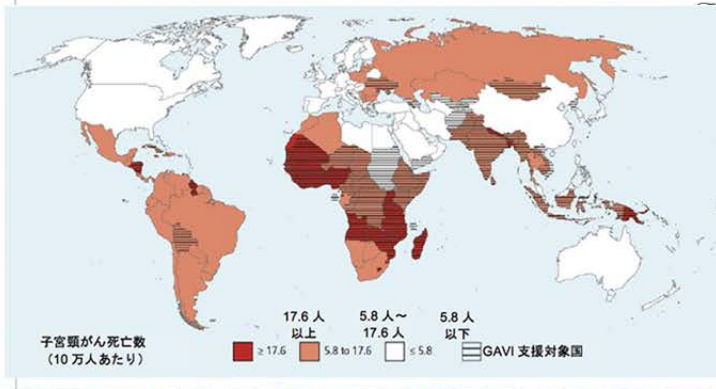 17.6 人
以上
5.8 人～
17.6 人
5.8 人
以下
子宮頸がん死亡数
(10 万人あたり)
≥ 17.6
5.8 to 17.6
≤ 5.8
GAVI 支援対象国